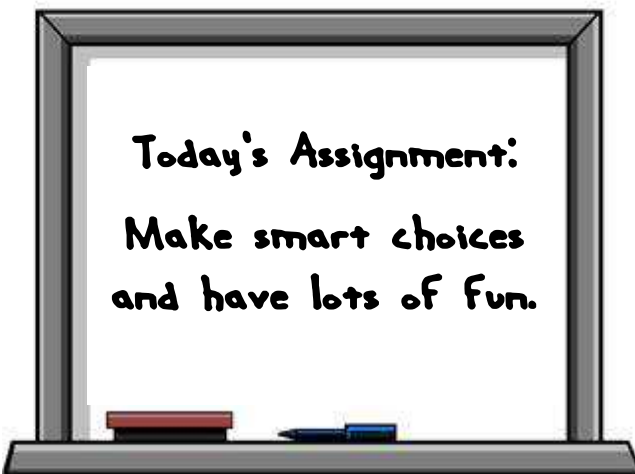 Today's Assignment:
Make smart choices
and have lots of fun.